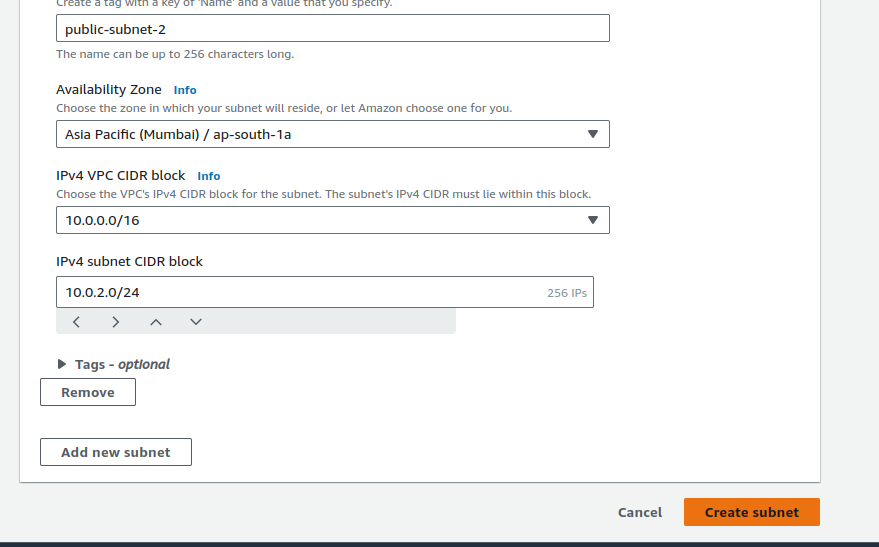 Create a tag with a key of 'Name' and a value that you specify.
public-subnet-2
The name can be up to 256 characters long.
Availability Zone Info
Choose the zone in which your subnet will reside, or let Amazon choose one for you.
Asia Pacific (Mumbai) / ap-south-1a
IPv4 VPC CIDR block Info
Choose the VPC's IPv4 CIDR block for the subnet. The subnet's IPv4 CIDR must lie within this block.
10.0.0.0/16
IPv4 subnet CIDR block
10.0.2.0/24 256 IPs
Tags - optional
Remove
Add new subnet
Cancel Create subnet